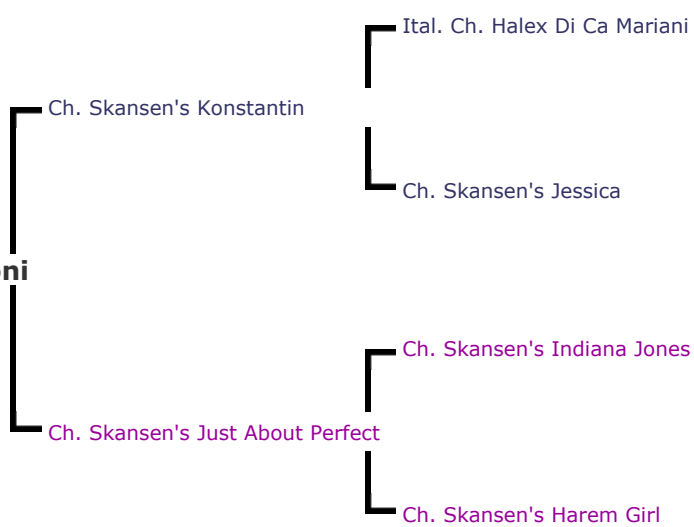 Ital. Ch. Halex Di Ca Mariani
Ch. Skansen's Konstantin
Ch. Skansen's Jessica
Ch. Skansen's Indiana Jones
Ch. Skansen's Just About Perfect
Ch. Skansen's Harem Girl